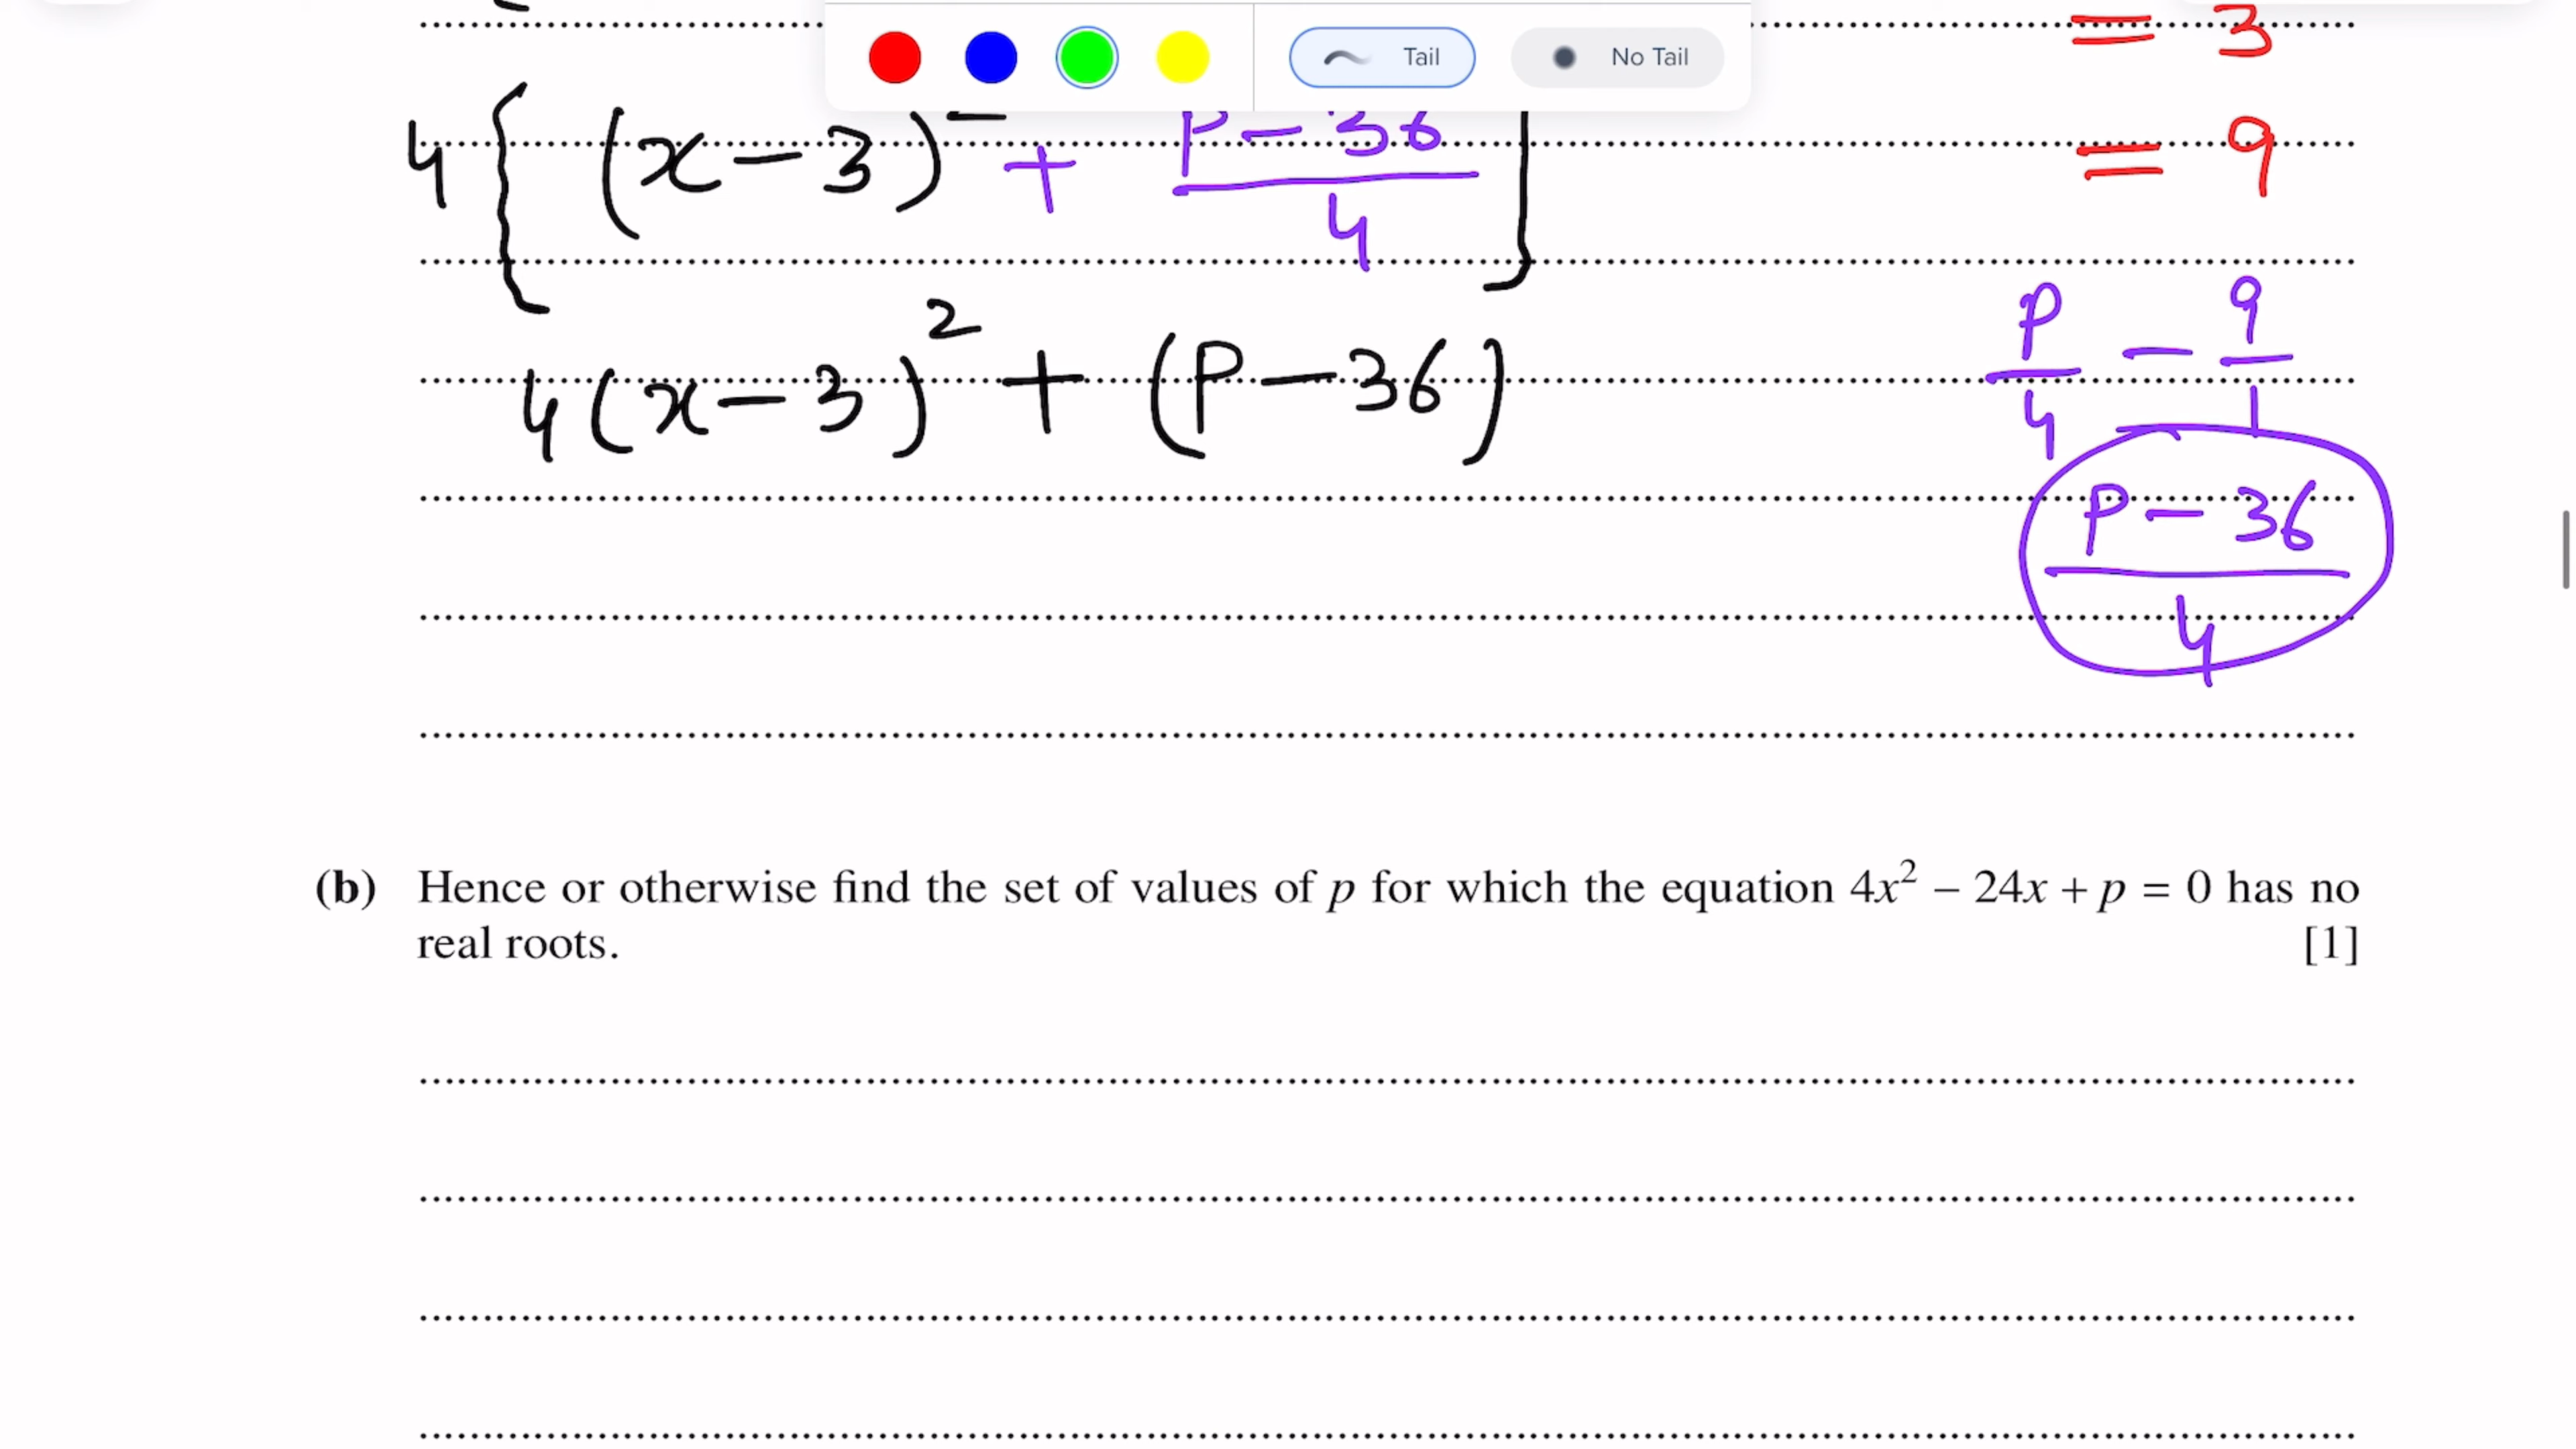 Tail No Tail
= 3
4 { (x − 3) + P − 36 / 4 ]
= 9
4(x − 3)² + (P − 36)
P/4 − 9/1
P − 36
4
(b) Hence or otherwise find the set of values of p for which the equation 4x² − 24x + p = 0 has no
real roots. [1]